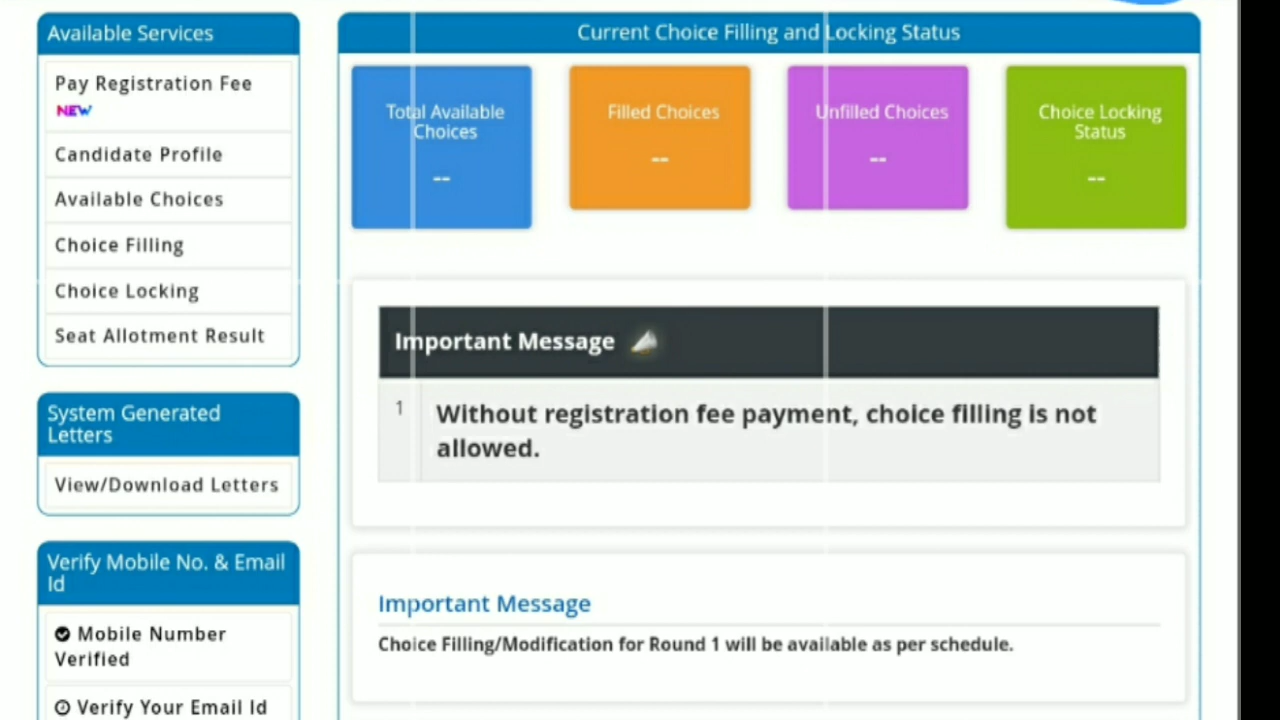 Available Services
Pay Registration Fee
NEW
Candidate Profile
Available Choices
Choice Filling
Choice Locking
Seat Allotment Result
System Generated
Letters
View/Download Letters
Verify Mobile No. & Email
Id
Mobile Number
Verified
Verify Your Email Id
Current Choice Filling and Locking Status
Total Available
Choices
--
Filled Choices
--
Unfilled Choices
--
Choice Locking
Status
--
Important Message
1
Without registration fee payment, choice filling is not
allowed.
Important Message
Choice Filling/Modification for Round 1 will be available as per schedule.